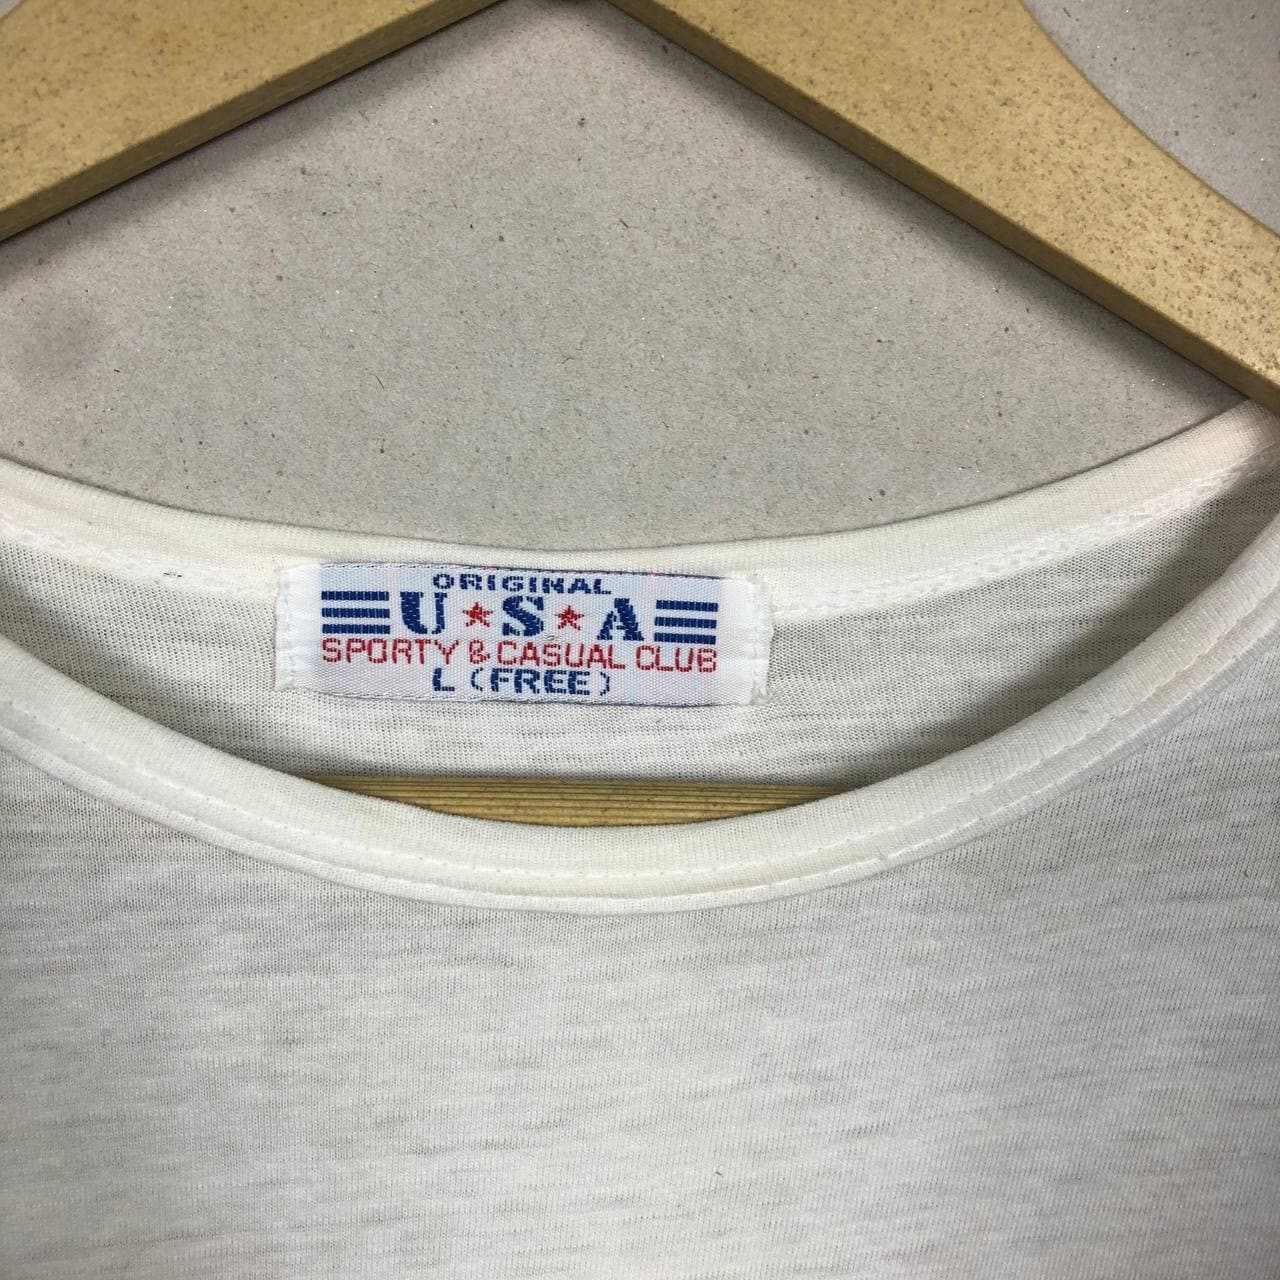 ORIGINAL
U★S★A
SPORTY & CASUAL CLUB
L (FREE)